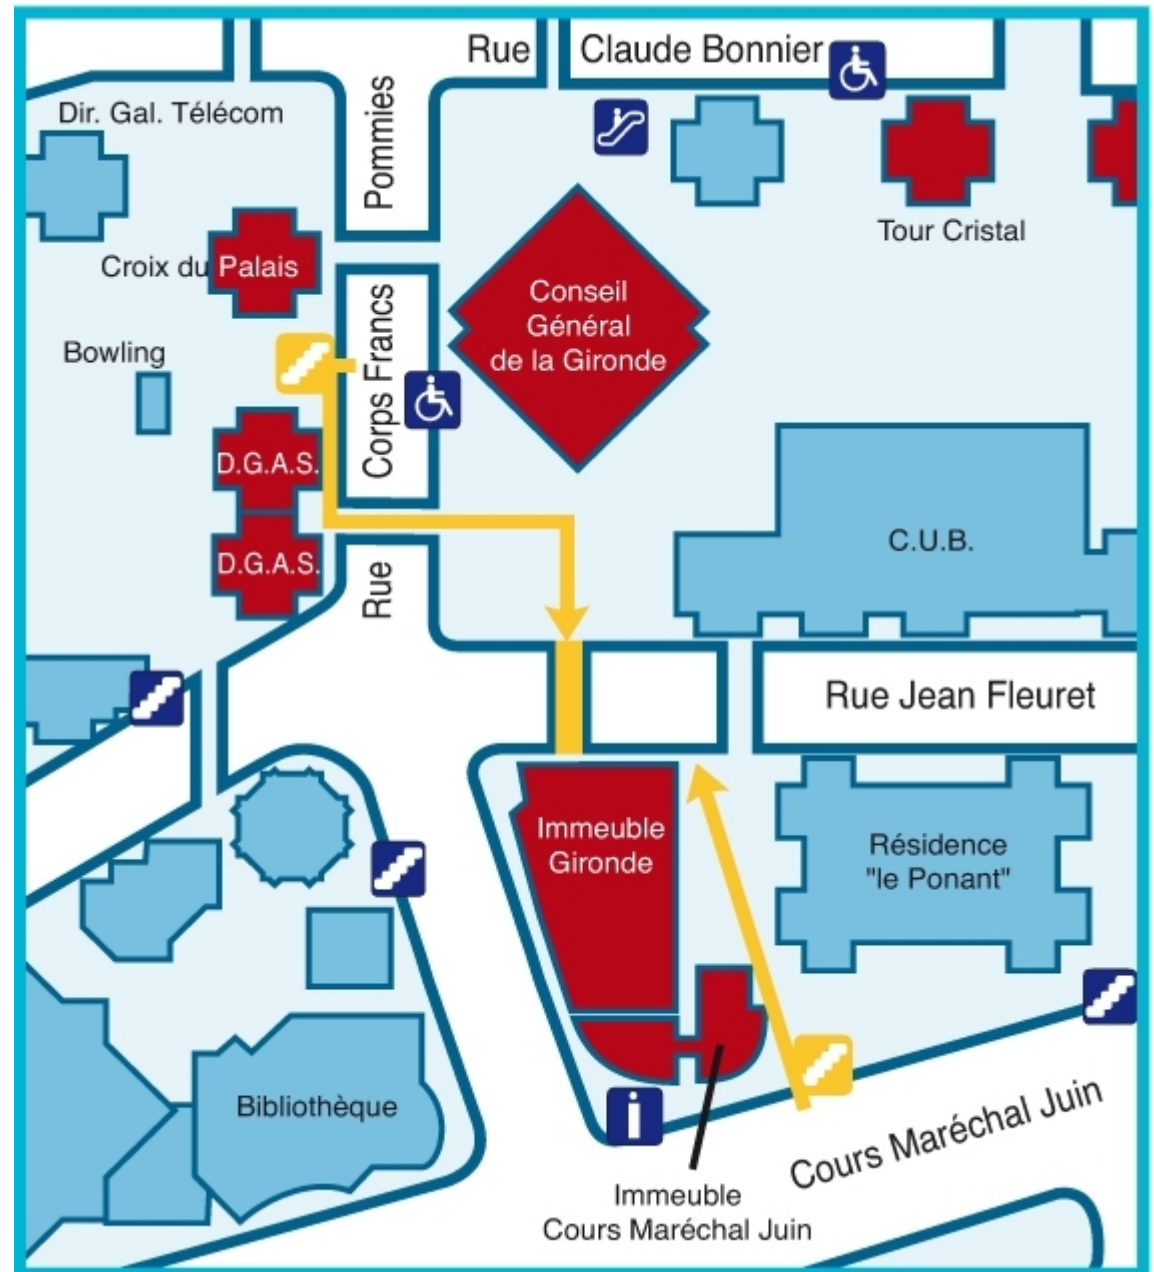 Rue Claude Bonnier
Dir. Gal. Télécom
Pommies
Tour Cristal
Croix du Palais
Conseil
Général
de la Gironde
Corps Francs
Bowling
D.G.A.S.
C.U.B.
D.G.A.S.
Rue
Rue Jean Fleuret
Immeuble
Gironde
Résidence
"le Ponant"
Bibliothèque
i
Cours Maréchal Juin
Immeuble
Cours Maréchal Juin